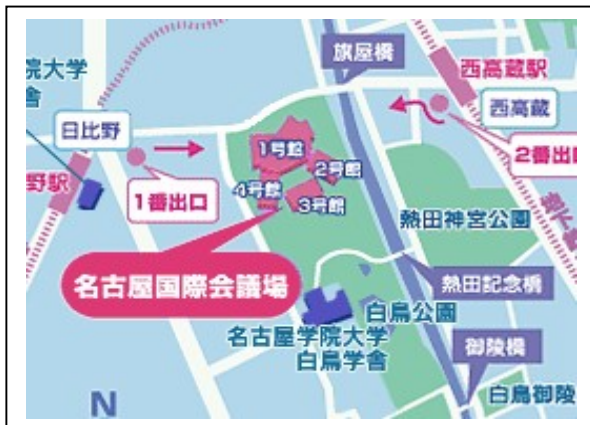 旗屋橋
院大学
舎
西高蔵駅
日比野
西高蔵
1号館
2号館
2番出
野駅
1番出口
4号館
3号館
熱田神宮公園
名古屋国際会議場
熱田記念橋
白鳥公園
名古屋学院大学
白鳥学舎
御陵橋
白鳥御陵
N